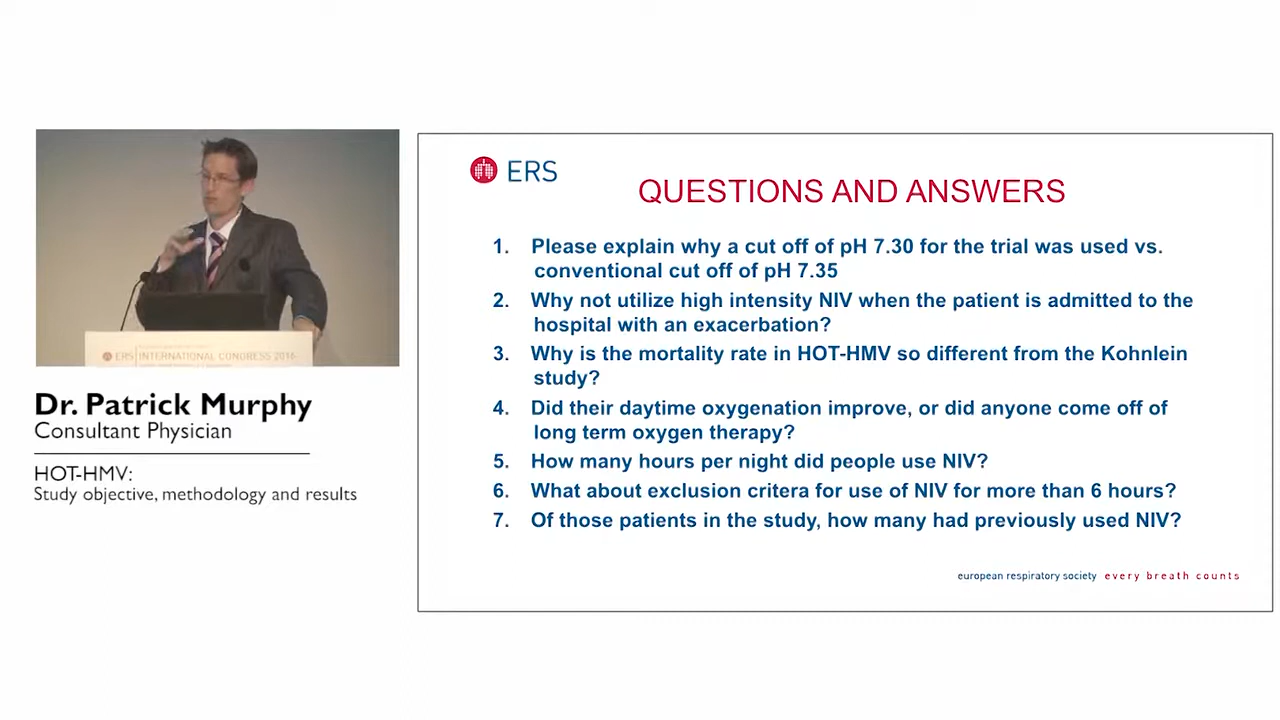 ERS INTERNATIONAL CONGRESS 2016
Dr. Patrick Murphy
Consultant Physician
HOT-HMV:
Study objective, methodology and results
ERS
QUESTIONS AND ANSWERS
1. Please explain why a cut off of pH 7.30 for the trial was used vs.
conventional cut off of pH 7.35
2. Why not utilize high intensity NIV when the patient is admitted to the
hospital with an exacerbation?
3. Why is the mortality rate in HOT-HMV so different from the Kohnlein
study?
4. Did their daytime oxygenation improve, or did anyone come off of
long term oxygen therapy?
5. How many hours per night did people use NIV?
6. What about exclusion critera for use of NIV for more than 6 hours?
7. Of those patients in the study, how many had previously used NIV?
european respiratory society every breath counts